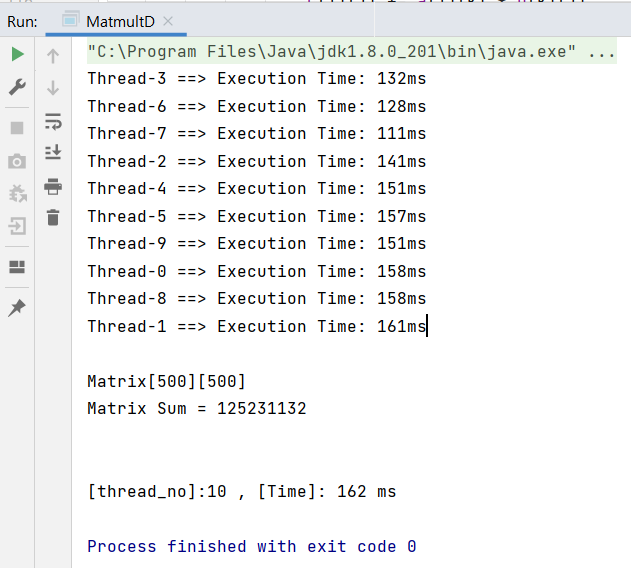 Run: MatmultD
"C:\Program Files\Java\jdk1.8.0_201\bin\java.exe" ...
Thread-3 ==> Execution Time: 132ms
Thread-6 ==> Execution Time: 128ms
Thread-7 ==> Execution Time: 111ms
Thread-2 ==> Execution Time: 141ms
Thread-4 ==> Execution Time: 151ms
Thread-5 ==> Execution Time: 157ms
Thread-9 ==> Execution Time: 151ms
Thread-0 ==> Execution Time: 158ms
Thread-8 ==> Execution Time: 158ms
Thread-1 ==> Execution Time: 161ms
Matrix[500][500]
Matrix Sum = 125231132
[thread_no]:10 , [Time]: 162 ms
Process finished with exit code 0